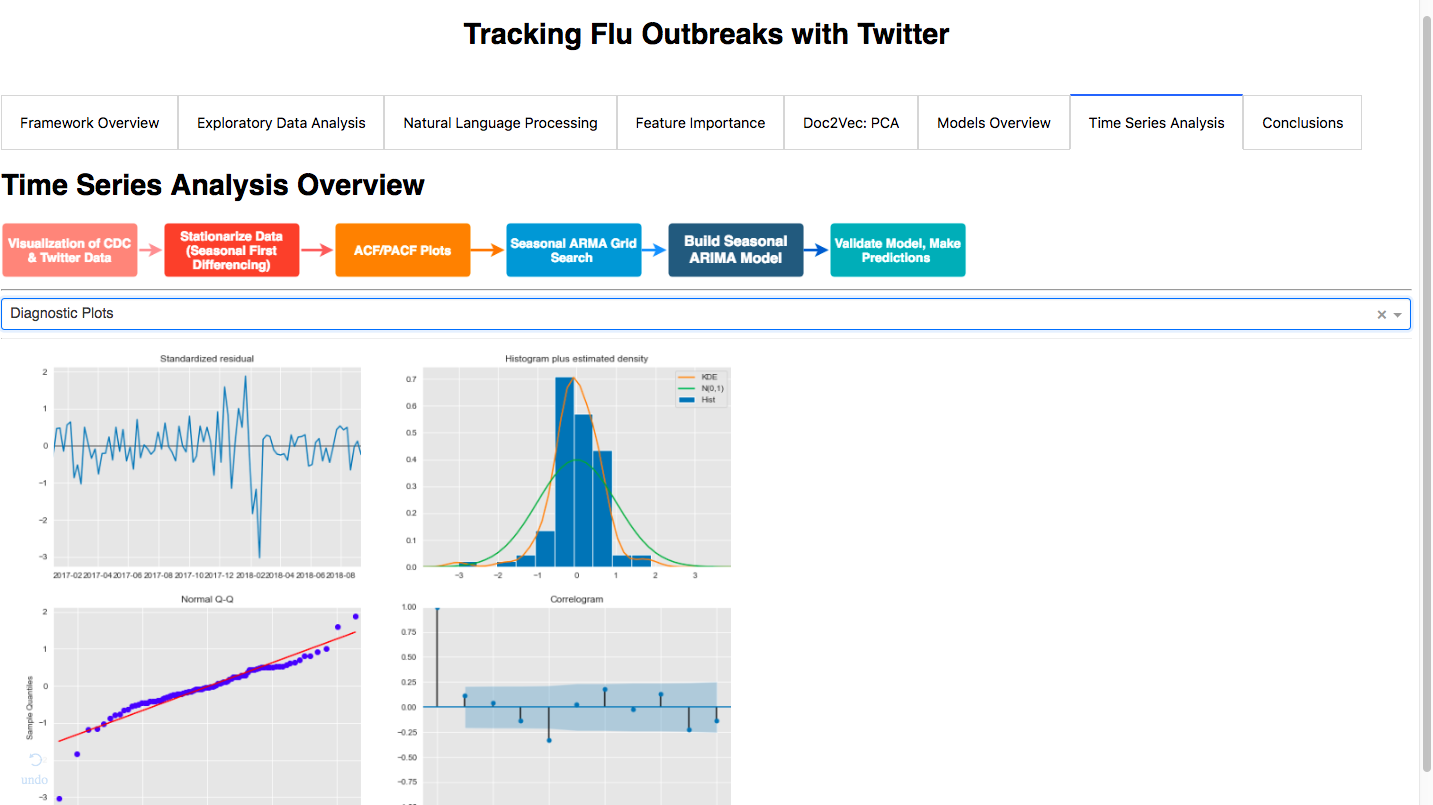 Tracking Flu Outbreaks with Twitter
Framework Overview
Exploratory Data Analysis
Natural Language Processing
Feature Importance
Doc2Vec: PCA
Models Overview
Time Series Analysis
Conclusions
Time Series Analysis Overview
Visualization of CDC
& Twitter Data
Stationarize Data
(Seasonal First
Differencing)
ACF/PACF Plots
Seasonal ARMA Grid
Search
Build Seasonal
ARIMA Model
Validate Model, Make
Predictions
Diagnostic Plots
Standardized residual
2
1
0
−1
−2
−3
2017-02 2017-04 2017-06 2017-08 2017-10 2017-12 2018-02 2018-04 2018-06 2018-08
Histogram plus estimated density
KDE
N(0,1)
Hist
0.7
0.6
0.5
0.4
0.3
0.2
0.1
0.0
−3 −2 −1 0 1 2 3
Normal Q-Q
Sample Quantiles
2
1
0
−1
−3
undo
Correlogram
1.00
0.75
0.50
0.25
0.00
−0.25
−0.50
−0.75